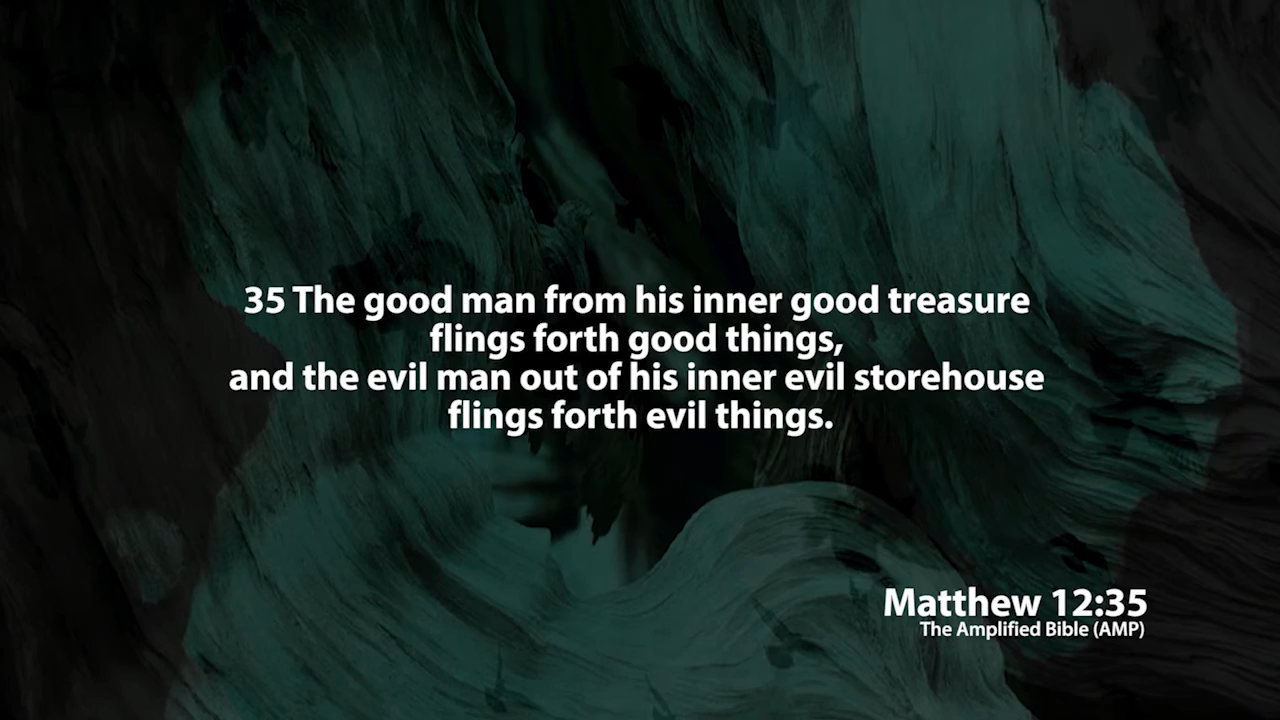 35 The good man from his inner good treasure
flings forth good things,
and the evil man out of his inner evil storehouse
flings forth evil things.
Matthew 12:35
The Amplified Bible (AMP)